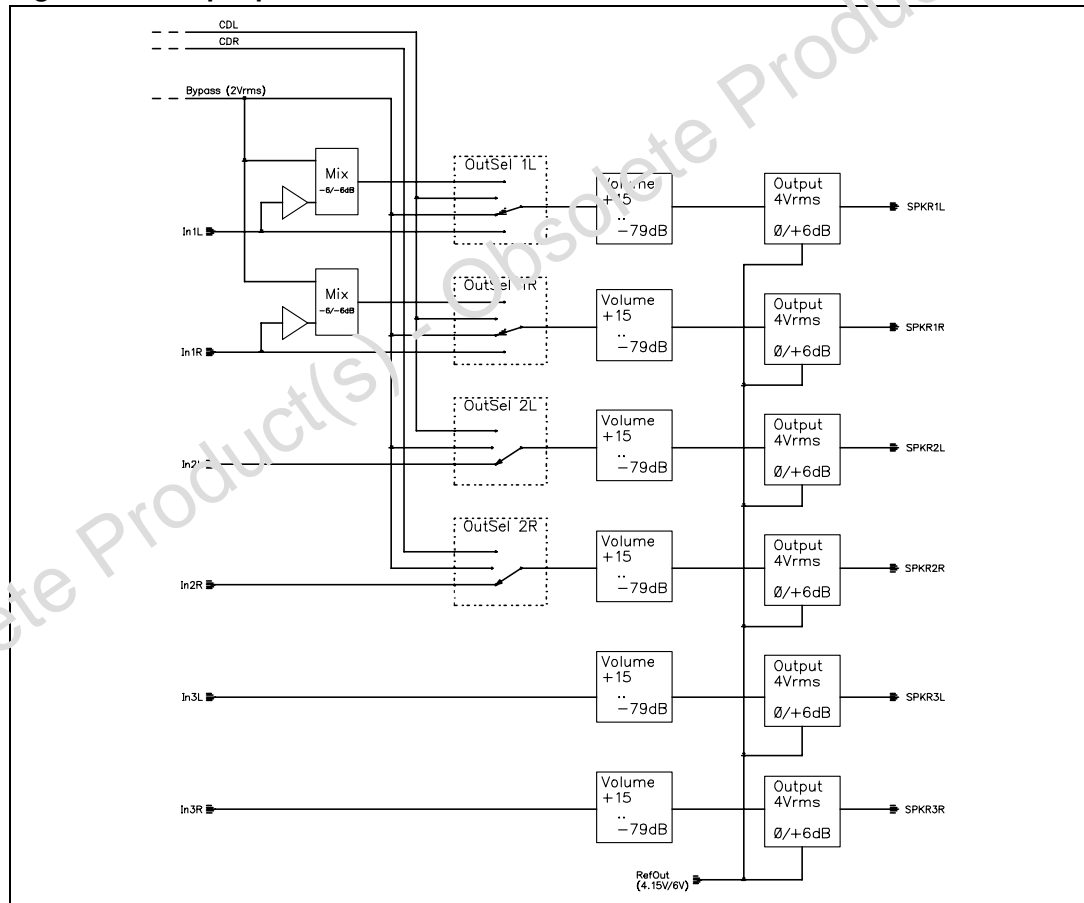 CDL
CDR
Bypass (2Vrms)
Mix
-6/-6dB
OutSel 1L
Volume
+15
..
-79dB
Output
4Vrms
Ø/+6dB
SPKR1L
In1L
Mix
-6/-6dB
OutSel 1R
Volume
+15
..
-79dB
Output
4Vrms
Ø/+6dB
SPKR1R
In1R
OutSel 2L
Volume
+15
..
-79dB
Output
4Vrms
Ø/+6dB
SPKR2L
OutSel 2R
Volume
+15
..
-79dB
Output
4Vrms
Ø/+6dB
SPKR2R
In2R
Volume
+15
..
-79dB
Output
4Vrms
Ø/+6dB
SPKR3L
In3L
Volume
+15
..
-79dB
Output
4Vrms
Ø/+6dB
SPKR3R
In3R
RefOut
(4.15V/6V)
Product(s) - Obsolete Produc